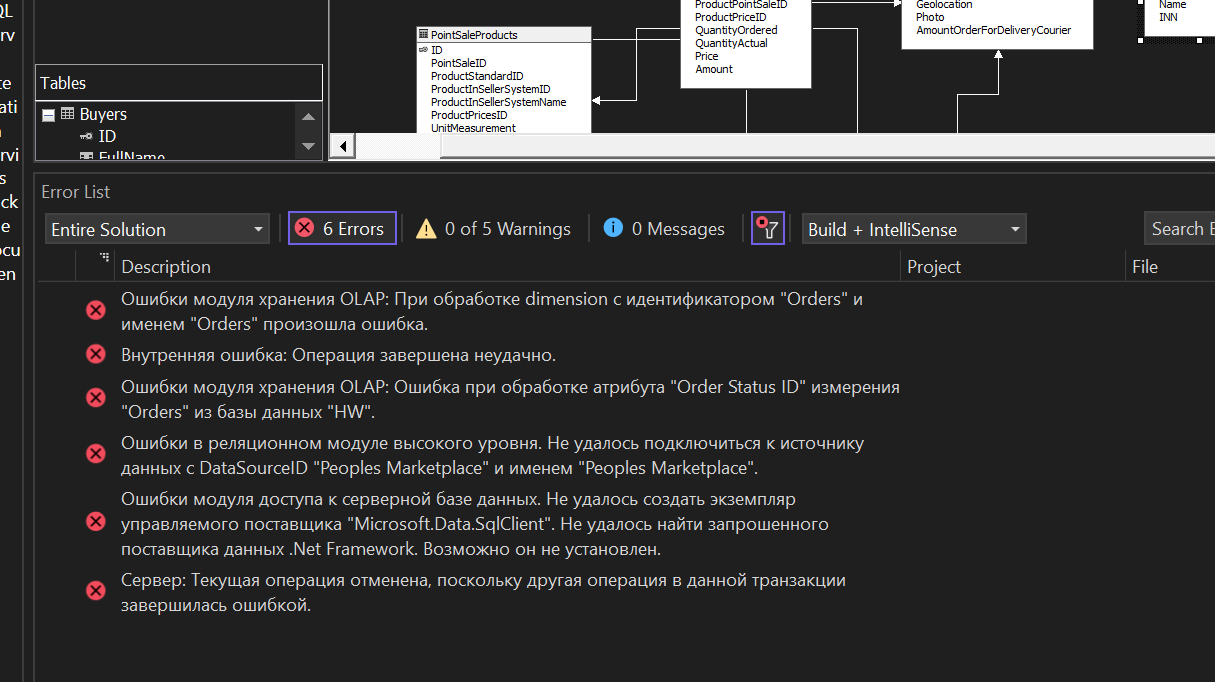 QL
rv
te
ati
rvi
s
ck
e
ocu
en
Tables
Buyers
ID
FullName
PointSaleProducts
ID
PointSaleID
ProductStandardID
ProductInSellerSystemID
ProductInSellerSystemName
ProductPricesID
UnitMeasurement
ProductPointSaleID
ProductPriceID
QuantityOrdered
QuantityActual
Price
Amount
Geolocation
Photo
AmountOrderForDeliveryCourier
Name
INN
Error List
Entire Solution
6 Errors
0 of 5 Warnings
0 Messages
Build + IntelliSense
Search E
Description
Project
File
Ошибки модуля хранения OLAP: При обработке dimension с идентификатором "Orders" и
именем "Orders" произошла ошибка.
Внутренняя ошибка: Операция завершена неудачно.
Ошибки модуля хранения OLAP: Ошибка при обработке атрибута "Order Status ID" измерения
"Orders" из базы данных "HW".
Ошибки в реляционном модуле высокого уровня. Не удалось подключиться к источнику
данных с DataSourceID "Peoples Marketplace" и именем "Peoples Marketplace".
Ошибки модуля доступа к серверной базе данных. Не удалось создать экземпляр
управляемого поставщика "Microsoft.Data.SqlClient". Не удалось найти запрошенного
поставщика данных .Net Framework. Возможно он не установлен.
Сервер: Текущая операция отменена, поскольку другая операция в данной транзакции
завершилась ошибкой.